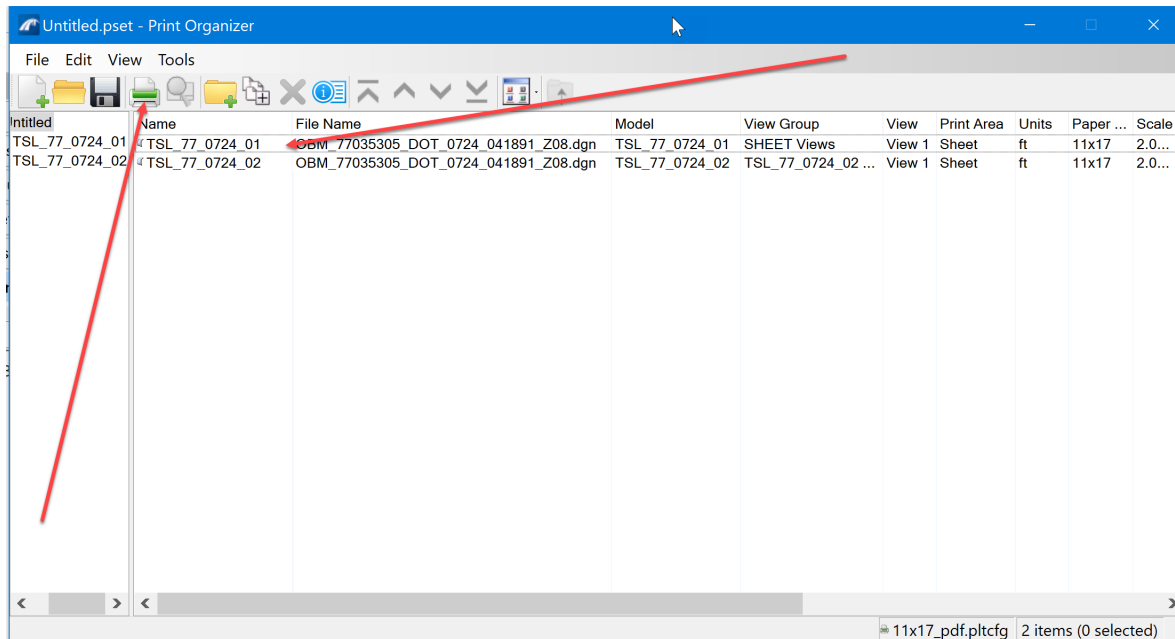 Untitled.pset - Print Organizer
File Edit View Tools
ntitled Name File Name Model View Group View Print Area Units Paper ... Scale
TSL_77_0724_01 TSL_77_0724_01 OBM_77035305_DOT_0724_041891_Z08.dgn TSL_77_0724_01 SHEET Views View 1 Sheet ft 11x17 2.0...
TSL_77_0724_02 TSL_77_0724_02 OBM_77035305_DOT_0724_041891_Z08.dgn TSL_77_0724_02 TSL_77_0724_02 ... View 1 Sheet ft 11x17 2.0...
11x17_pdf.pltcfg 2 items (0 selected)